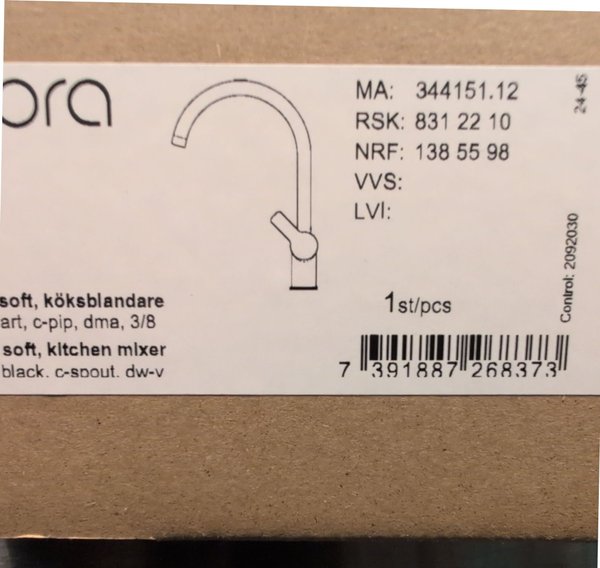 ora
MA: 344151.12
RSK: 831 22 10
NRF: 138 55 98
VVS:
LVI:
24-45
Control: 2092030
soft, köksblandare
art, c-pip, dma, 3/8
soft, kitchen mixer
black, c-spout, dw-v
1st/pcs
7 391887 268373